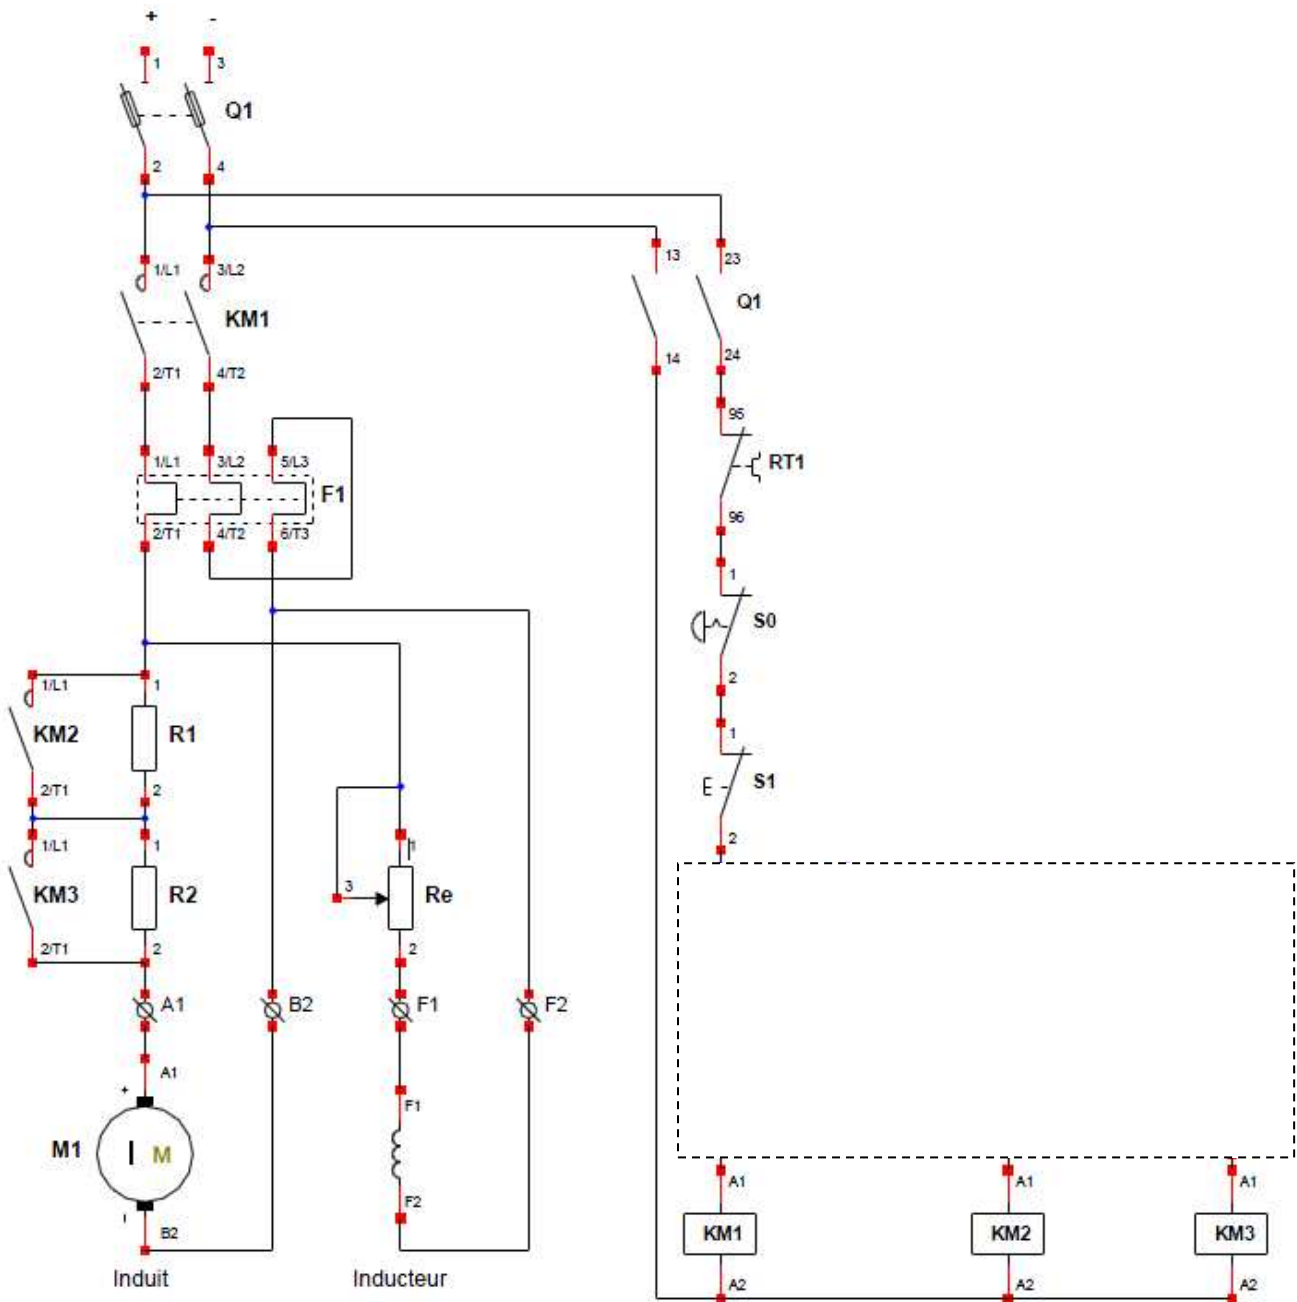 + -
1 3
Q1
2 4
1/L1 3/L2
KM1
2/T1 4/T2
13 23
Q1
14 24
1/L1 3/L2 5/L3
F1
2/T1 4/T2 6/T3
95
RT1
96
1
S0
2
1
S1
2
1/L1 1
KM2 R1
2/T1 2
1/L1 1 1
KM3 R2 3 Re
2/T1 2 2
A1 B2 F1 F2
A1
+
F1
M1 M
F2
B2
Induit Inducteur
A1 A1 A1
KM1 KM2 KM3
A2 A2 A2